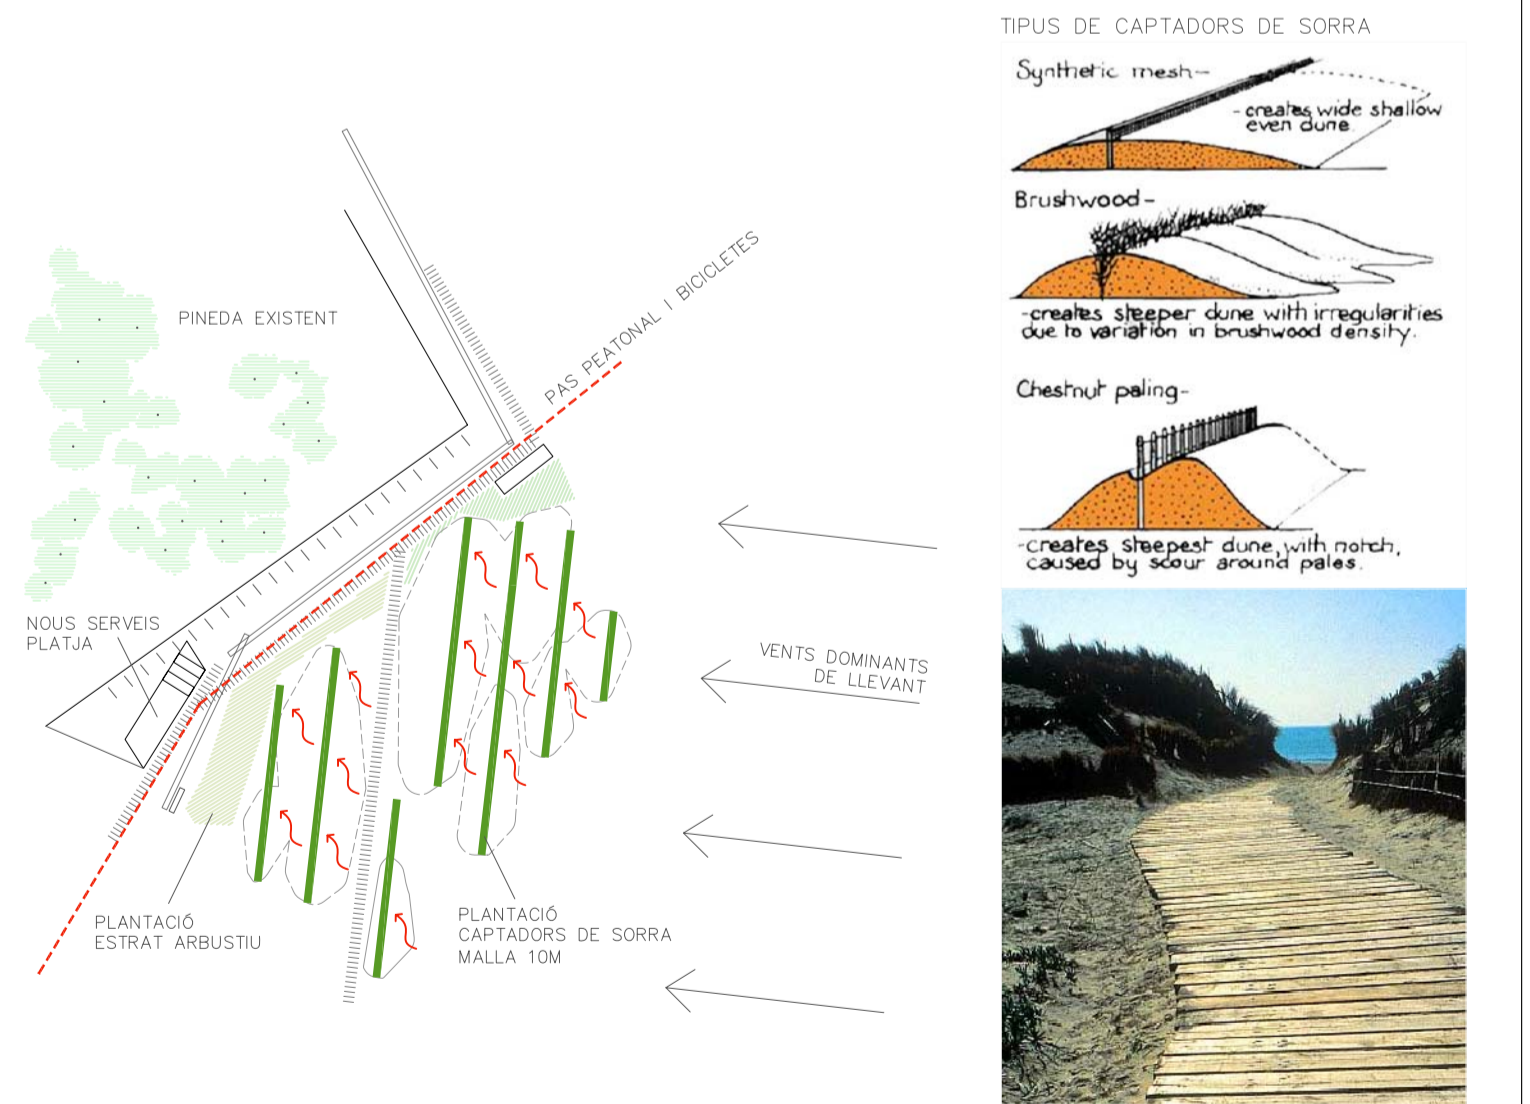 TIPUS DE CAPTADORS DE SORRA
Synthetic mesh-
- creates wide shallow
even dune.
Brushwood-
-creates steeper dune with irregularities
due to variation in brushwood density.
Chestnut paling-
-creates steepest dune, with notch,
caused by scour around pales.
PINEDA EXISTENT
PAS PEATONAL I BICICLETES
NOUS SERVEIS
PLATJA
VENTS DOMINANTS
DE LLEVANT
PLANTACIÓ
ESTRAT ARBUSTIU
PLANTACIÓ
CAPTADORS DE SORRA
MALLA 10M